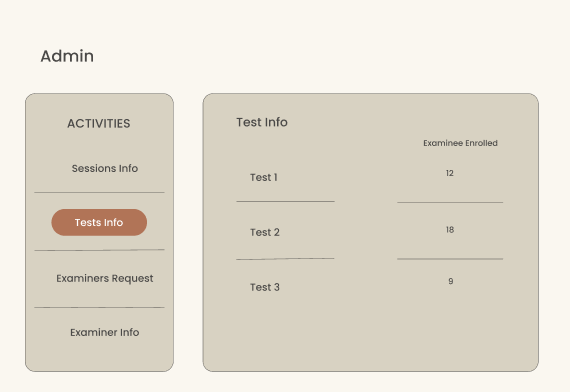 Admin
ACTIVITIES
Sessions Info
Tests Info
Examiners Request
Examiner Info
Test Info
Examinee Enrolled
Test 1
12
Test 2
18
Test 3
9